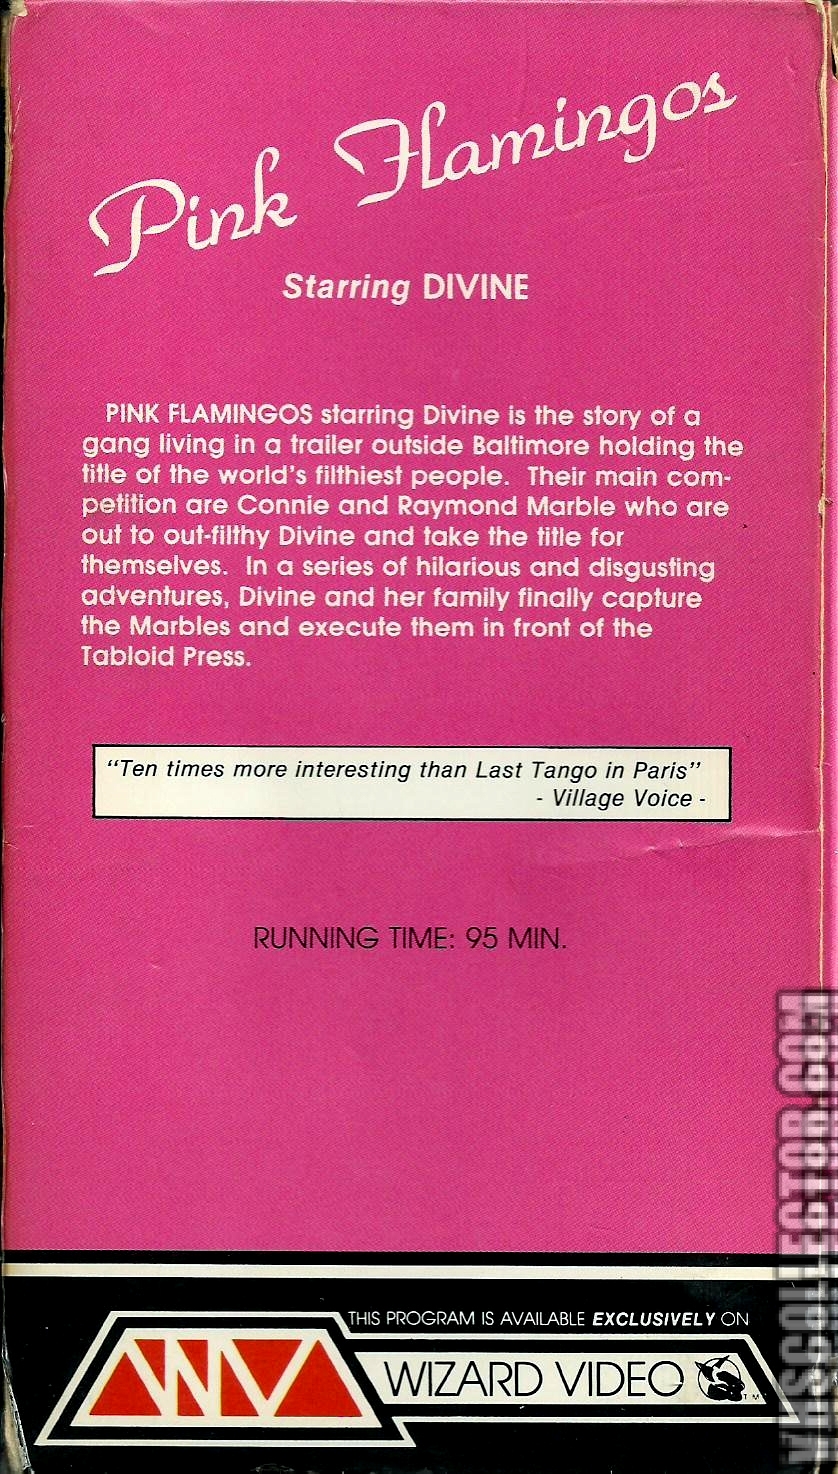 Pink Flamingos
Starring DIVINE
PINK FLAMINGOS starring Divine is the story of a
gang living in a trailer outside Baltimore holding the
title of the world's filthiest people. Their main com-
petition are Connie and Raymond Marble who are
out to out-filthy Divine and take the title for
themselves. In a series of hilarious and disgusting
adventures, Divine and her family finally capture
the Marbles and execute them in front of the
Tabloid Press.
"Ten times more interesting than Last Tango in Paris"
- Village Voice -
RUNNING TIME: 95 MIN.
THIS PROGRAM IS AVAILABLE EXCLUSIVELY ON
WV
WIZARD VIDEO
TM
VHSCOLLECTOR.COM